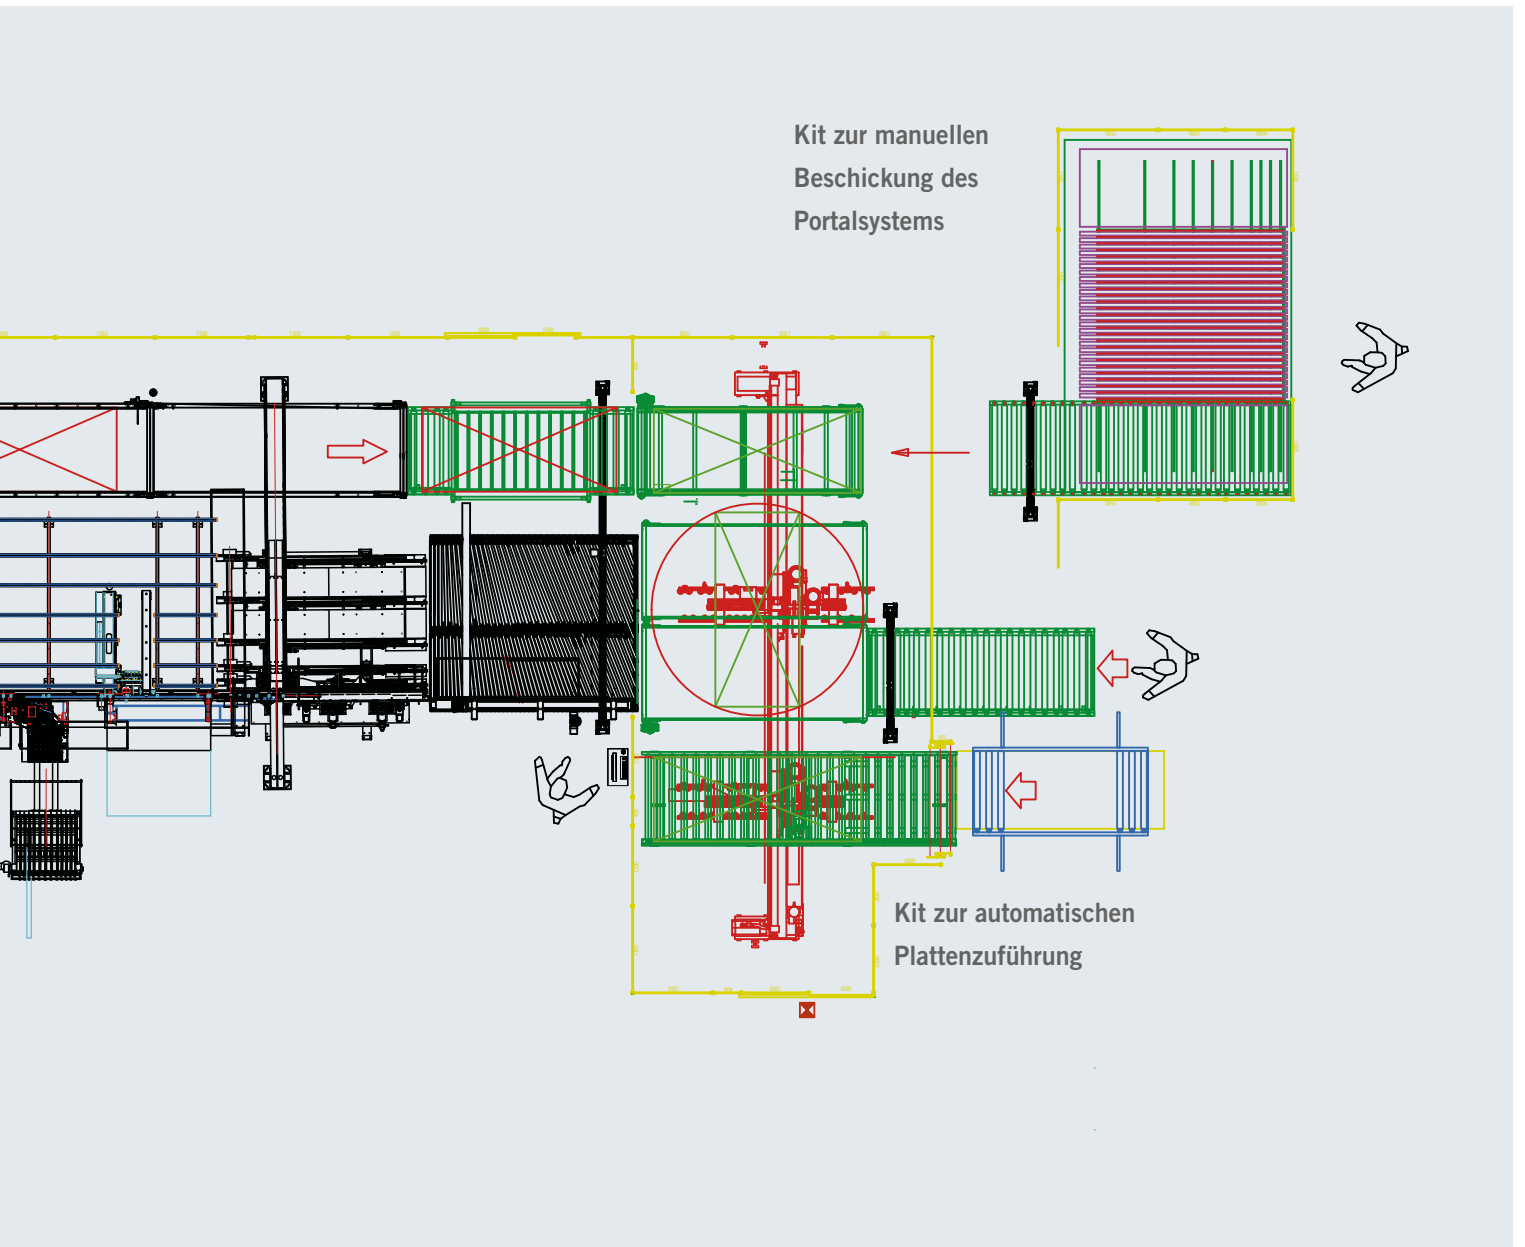 Kit zur manuellen
Beschickung des
Portalsystems
Kit zur automatischen
Plattenzuführung